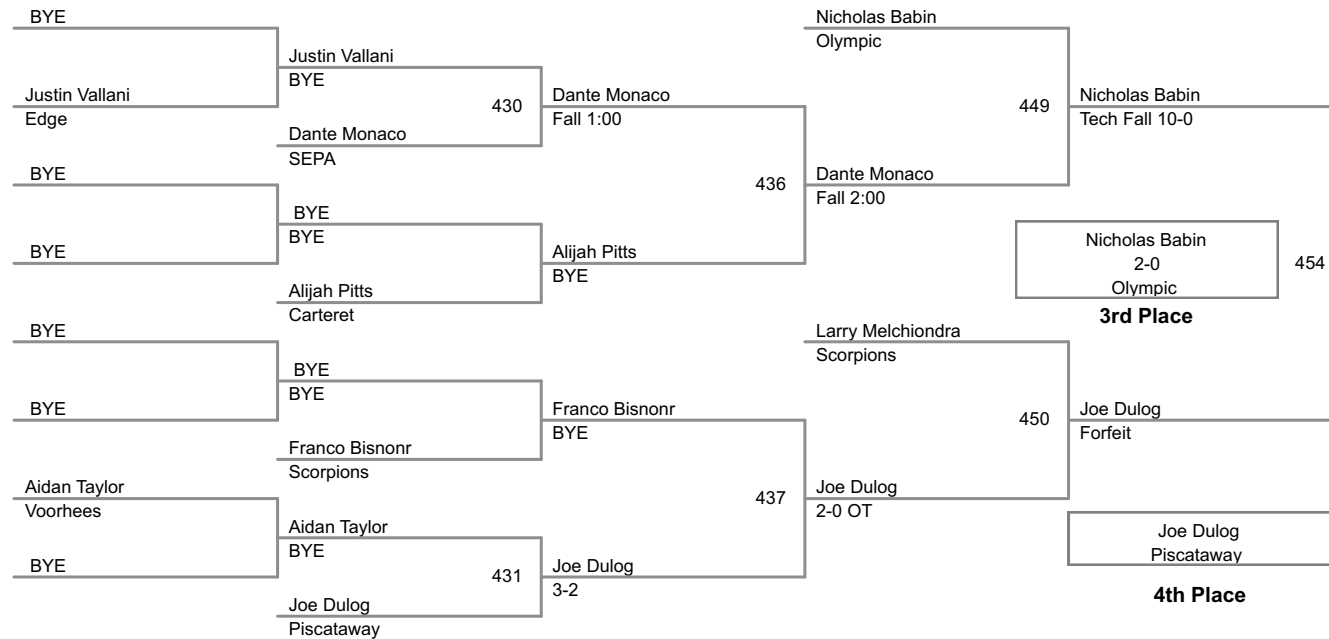 BYE
Justin Vallani
Edge
BYE
BYE
BYE
BYE
Aidan Taylor
Voorhees
BYE
Justin Vallani
BYE
430
Dante Monaco
SEPA
BYE
BYE
Alijah Pitts
Carteret
BYE
BYE
Franco Bisnonr
Scorpions
Aidan Taylor
BYE
431
Joe Dulog
Piscataway
Dante Monaco
Fall 1:00
436
Alijah Pitts
BYE
Franco Bisnonr
BYE
437
Joe Dulog
3-2
Nicholas Babin
Olympic
449
Dante Monaco
Fall 2:00
Larry Melchiondra
Scorpions
450
Joe Dulog
2-0 OT
Nicholas Babin
Tech Fall 10-0
Nicholas Babin
2-0
Olympic
454
3rd Place
Joe Dulog
Forfeit
Joe Dulog
Piscataway
4th Place